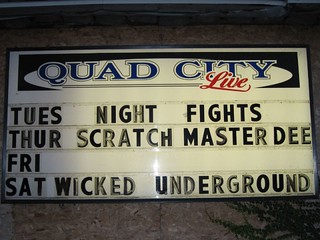 QUAD CITY
Live
TUES NIGHT FIGHTS
THUR SCRATCH MASTER DEE
FRI
SAT WICKED UNDERGROUND